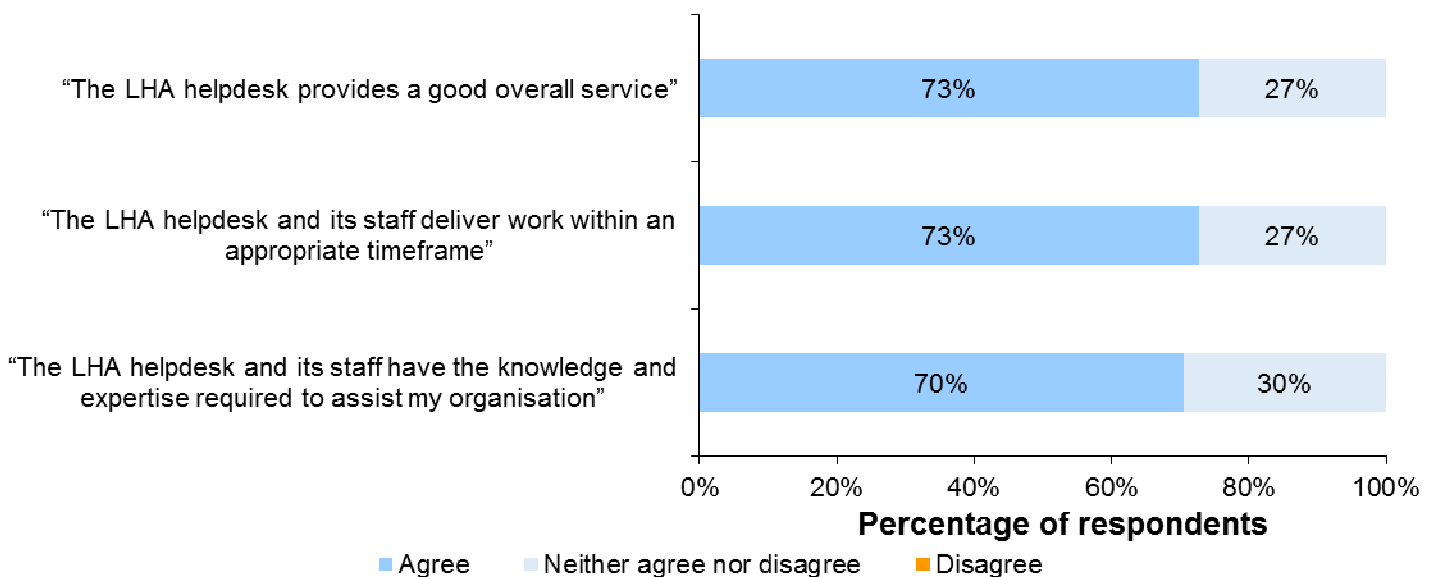 “The LHA helpdesk provides a good overall service”
73%
27%
“The LHA helpdesk and its staff deliver work within an
appropriate timeframe”
73%
27%
“The LHA helpdesk and its staff have the knowledge and
expertise required to assist my organisation”
70%
30%
0%
20%
40%
60%
80%
100%
Percentage of respondents
Agree
Neither agree nor disagree
Disagree